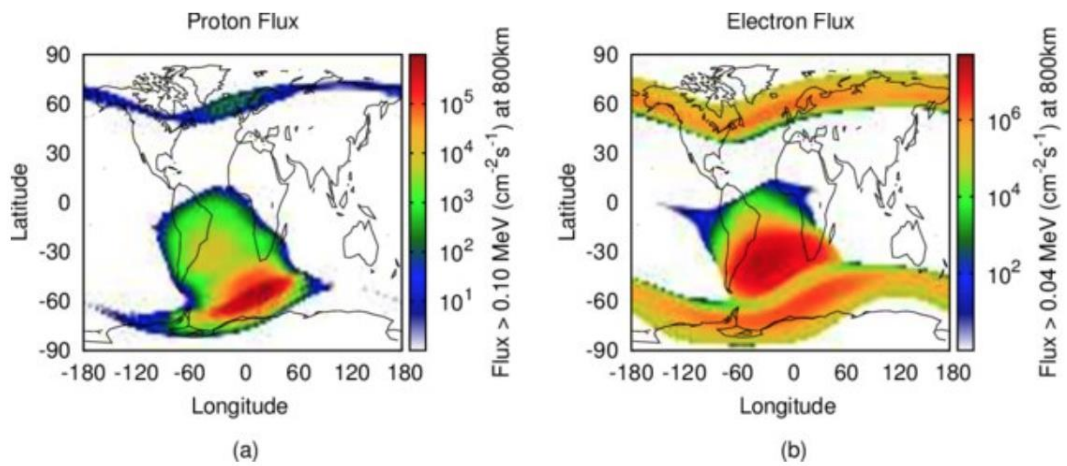 Proton Flux
90
60
30
0
-30
-60
-90
Latitude
-180 -120 -60 0 60 120 180
Longitude
10^5
10^4
10^3
10^2
10^1
Flux > 0.10 MeV (cm^-2 s^-1) at 800km
(a)
Electron Flux
90
60
30
0
-30
-60
-90
Latitude
-180 -120 -60 0 60 120 180
Longitude
10^6
10^4
10^2
Flux > 0.04 MeV (cm^-2 s^-1) at 800km
(b)